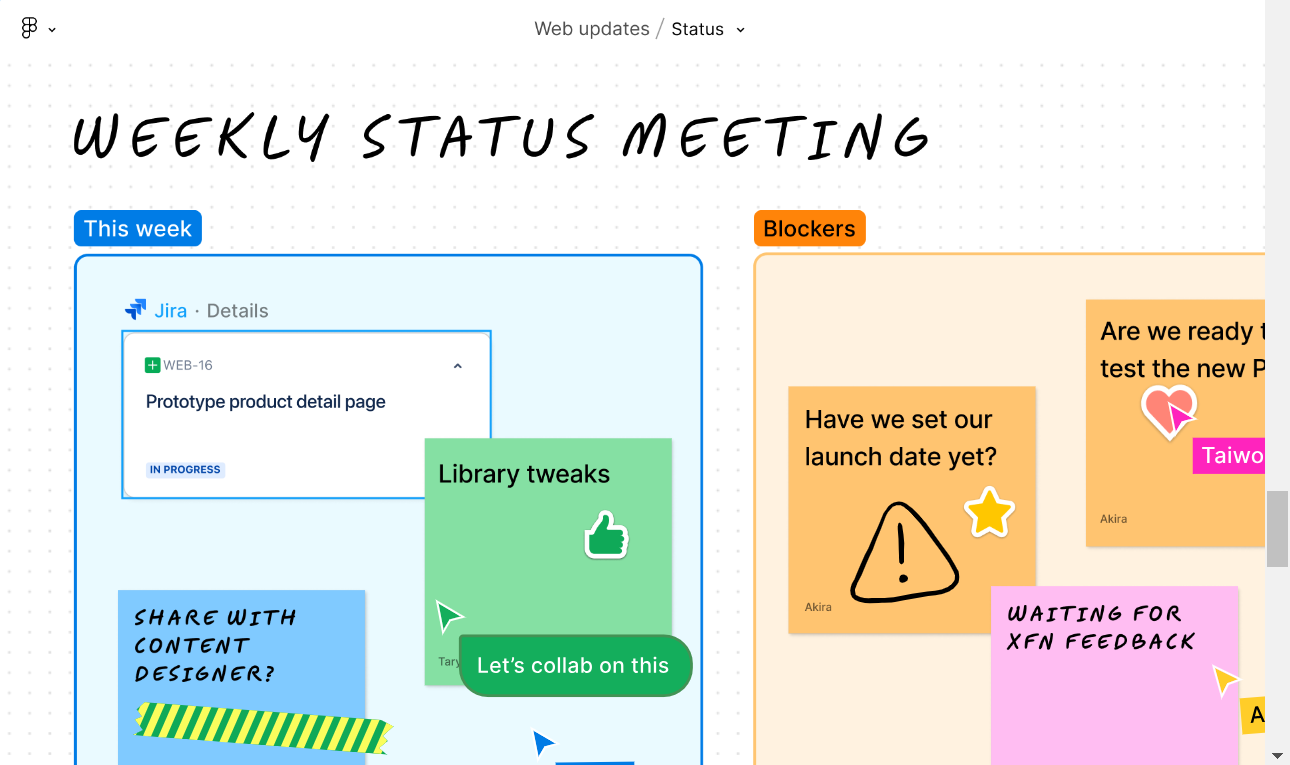 Web updates / Status
WEEKLY STATUS MEETING
This week
Jira · Details
WEB-16
Prototype product detail page
IN PROGRESS
Library tweaks
Let's collab on this
SHARE WITH
CONTENT
DESIGNER?
Blockers
Have we set our
launch date yet?
Akira
Are we ready
test the new
Taiwo
Akira
WAITING FOR
XFN FEEDBACK